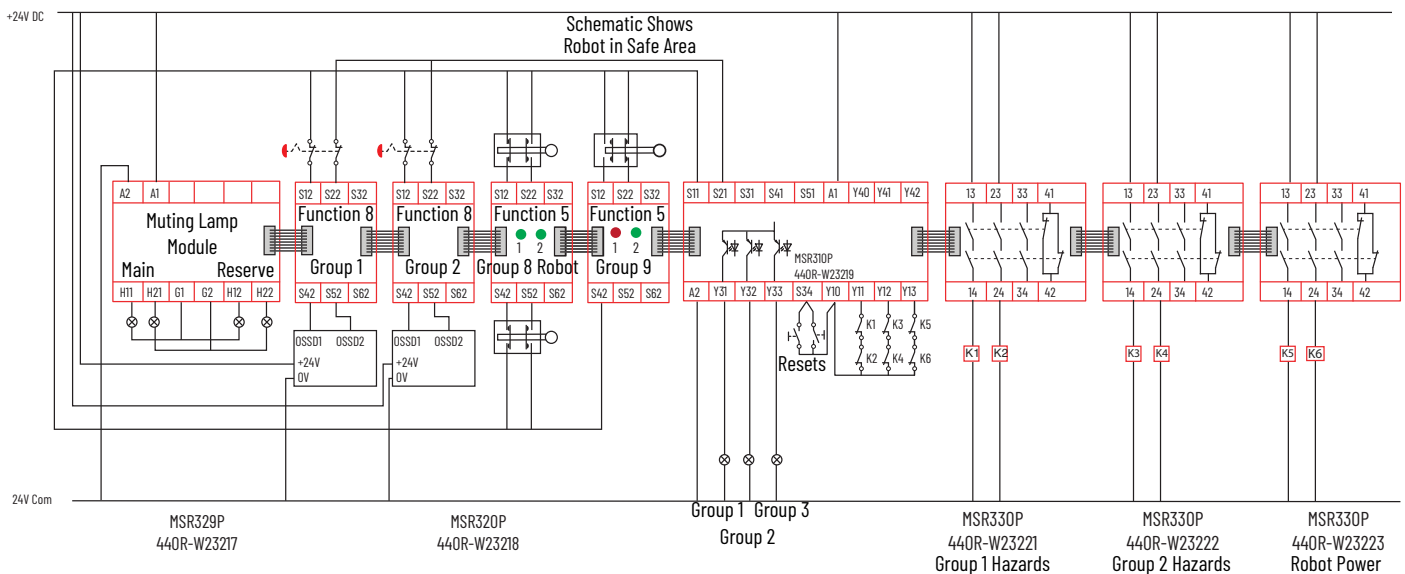 +24V DC
Schematic Shows
Robot in Safe Area
A2 A1
S12 S22 S32
S12 S22 S32
S12 S22 S32
S12 S22 S32
S11 S21 S31 S41 S51 A1 Y40 Y41 Y42
13 23 33 41
13 23 33 41
13 23 33 41
Muting Lamp
Module
Main Reserve
Function 8
Group 1
Function 8
Group 2
Function 5
1 2
Group 8 Robot
Function 5
1 2
Group 9
MSR310P
440R-W23219
H11 H21 G1 G2 H12 H22
S42 S52 S62
S42 S52 S62
S42 S52 S62
S42 S52 S62
A2 Y31 Y32 Y33 S34 Y10 Y11 Y12 Y13
14 24 34 42
14 24 34 42
14 24 34 42
OSSD1 OSSD2
+24V
0V
OSSD1 OSSD2
+24V
0V
Resets
K1 K3 K5
K2 K4 K6
K1 K2
K3 K4
K5 K6
24V Com
Group 1 Group 3
Group 2
MSR329P
440R-W23217
MSR320P
440R-W23218
MSR330P
440R-W23221
Group 1 Hazards
MSR330P
440R-W23222
Group 2 Hazards
MSR330P
440R-W23223
Robot Power